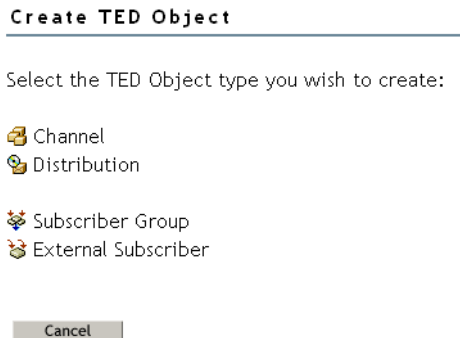 Create TED Object
Select the TED Object type you wish to create:
Channel
Distribution
Subscriber Group
External Subscriber
Cancel